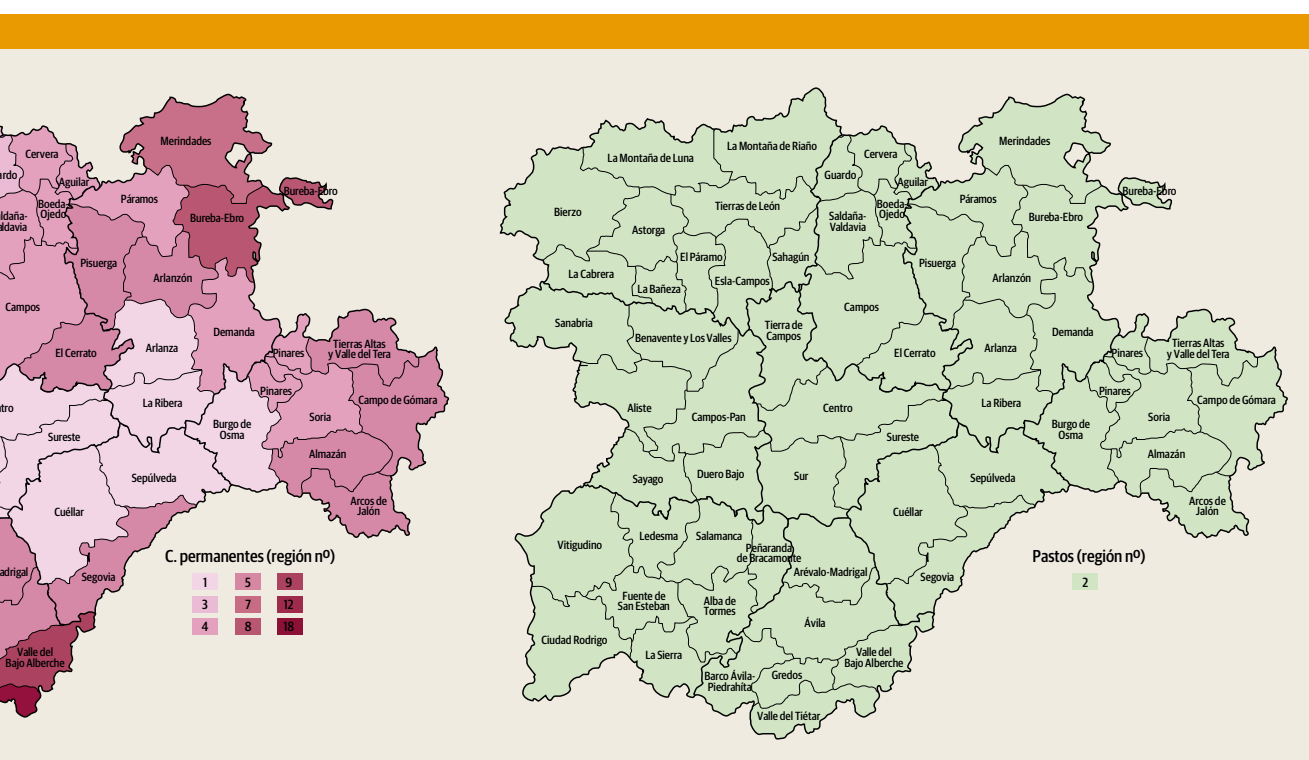 Cervera
ardo
Aguilar
Boeda-
Ojedo
ldaña-
aldavia
Merindades
Páramos
Bureba-Ebro
Bureba-Ebro
Pisuerga
Arlanzón
Campos
Demanda
Arlanza
El Cerrato
Pinares
Tierras Altas
y Valle del Tera
Pinares
Campo de Gómara
La Ribera
Soria
tro
Sureste
Burgo de
Osma
Almazán
Sepúlveda
Cuéllar
Arcos de
Jalón
Segovia
adrigal
Valle del
Bajo Alberche
C. permanentes (región nº)
1 5 9
3 7 12
4 8 18
Merindades
La Montaña de Luna
La Montaña de Riaño
Cervera
Guardo
Aguilar
Bureba-Ebro
Páramos
Boeda-
Ojedo
Bierzo
Tierras de León
Saldaña-
Valdavia
Bureba-Ebro
Astorga
El Páramo
Sahagún
Pisuerga
La Cabrera
La Bañeza
Esla-Campos
Arlanzón
Campos
Sanabria
Benavente y Los Valles
Tierra de
Campos
Demanda
El Cerrato
Arlanza
Pinares
Tierras Altas
y Valle del Tera
Pinares
Campo de Gómara
Aliste
Campos-Pan
Centro
La Ribera
Soria
Sureste
Burgo de
Osma
Almazán
Sayago
Duero Bajo
Sur
Sepúlveda
Cuéllar
Arcos de
Jalón
Vitigudino
Ledesma
Salamanca
Peñaranda
de Bracamonte
Arévalo-Madrigal
Segovia
Fuente de
San Esteban
Alba de
Tormes
Ávila
Ciudad Rodrigo
La Sierra
Valle del
Bajo Alberche
Barco Ávila-
Piedrahíta
Gredos
Valle del Tiétar
Pastos (región nº)
2